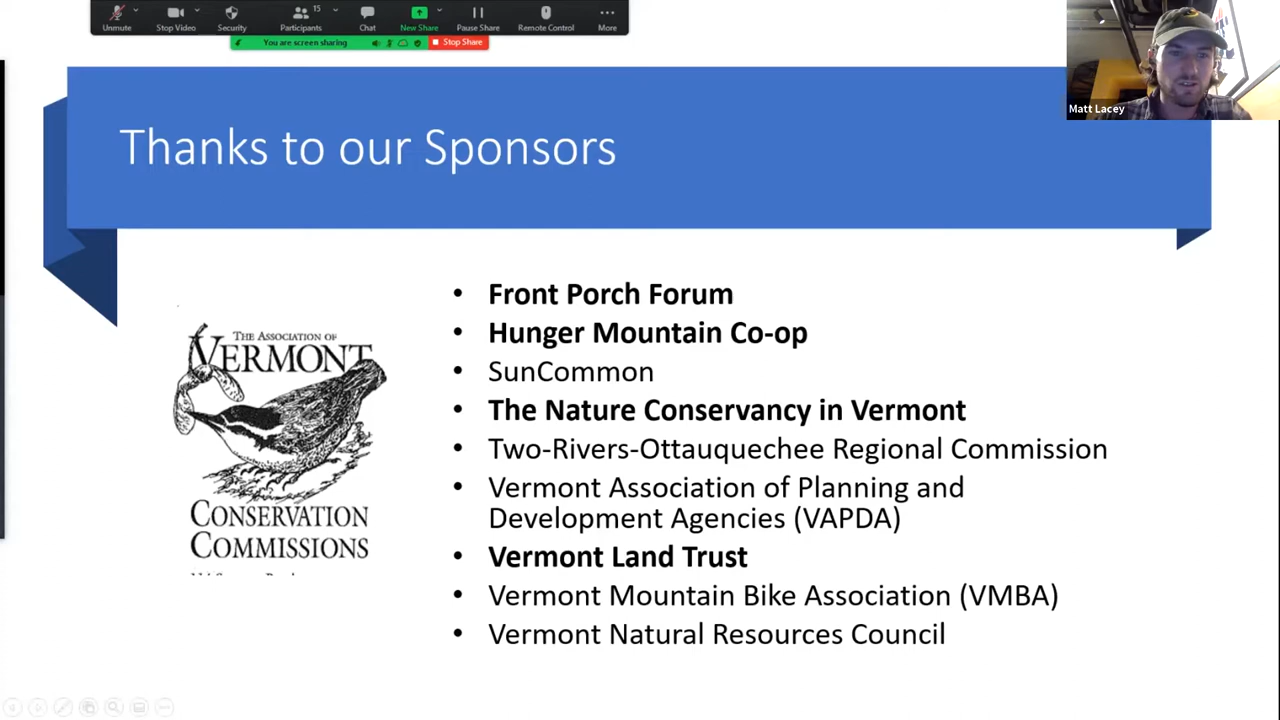 15
Unmute
Stop Video
Security
Participants
Chat
New Share
Pause Share
Remote Control
More
You are screen sharing
Stop Share
Matt Lacey
Thanks to our Sponsors
THE ASSOCIATION OF
VERMONT
CONSERVATION
COMMISSIONS
• Front Porch Forum
• Hunger Mountain Co-op
• SunCommon
• The Nature Conservancy in Vermont
• Two-Rivers-Ottauquechee Regional Commission
• Vermont Association of Planning and
Development Agencies (VAPDA)
• Vermont Land Trust
• Vermont Mountain Bike Association (VMBA)
• Vermont Natural Resources Council